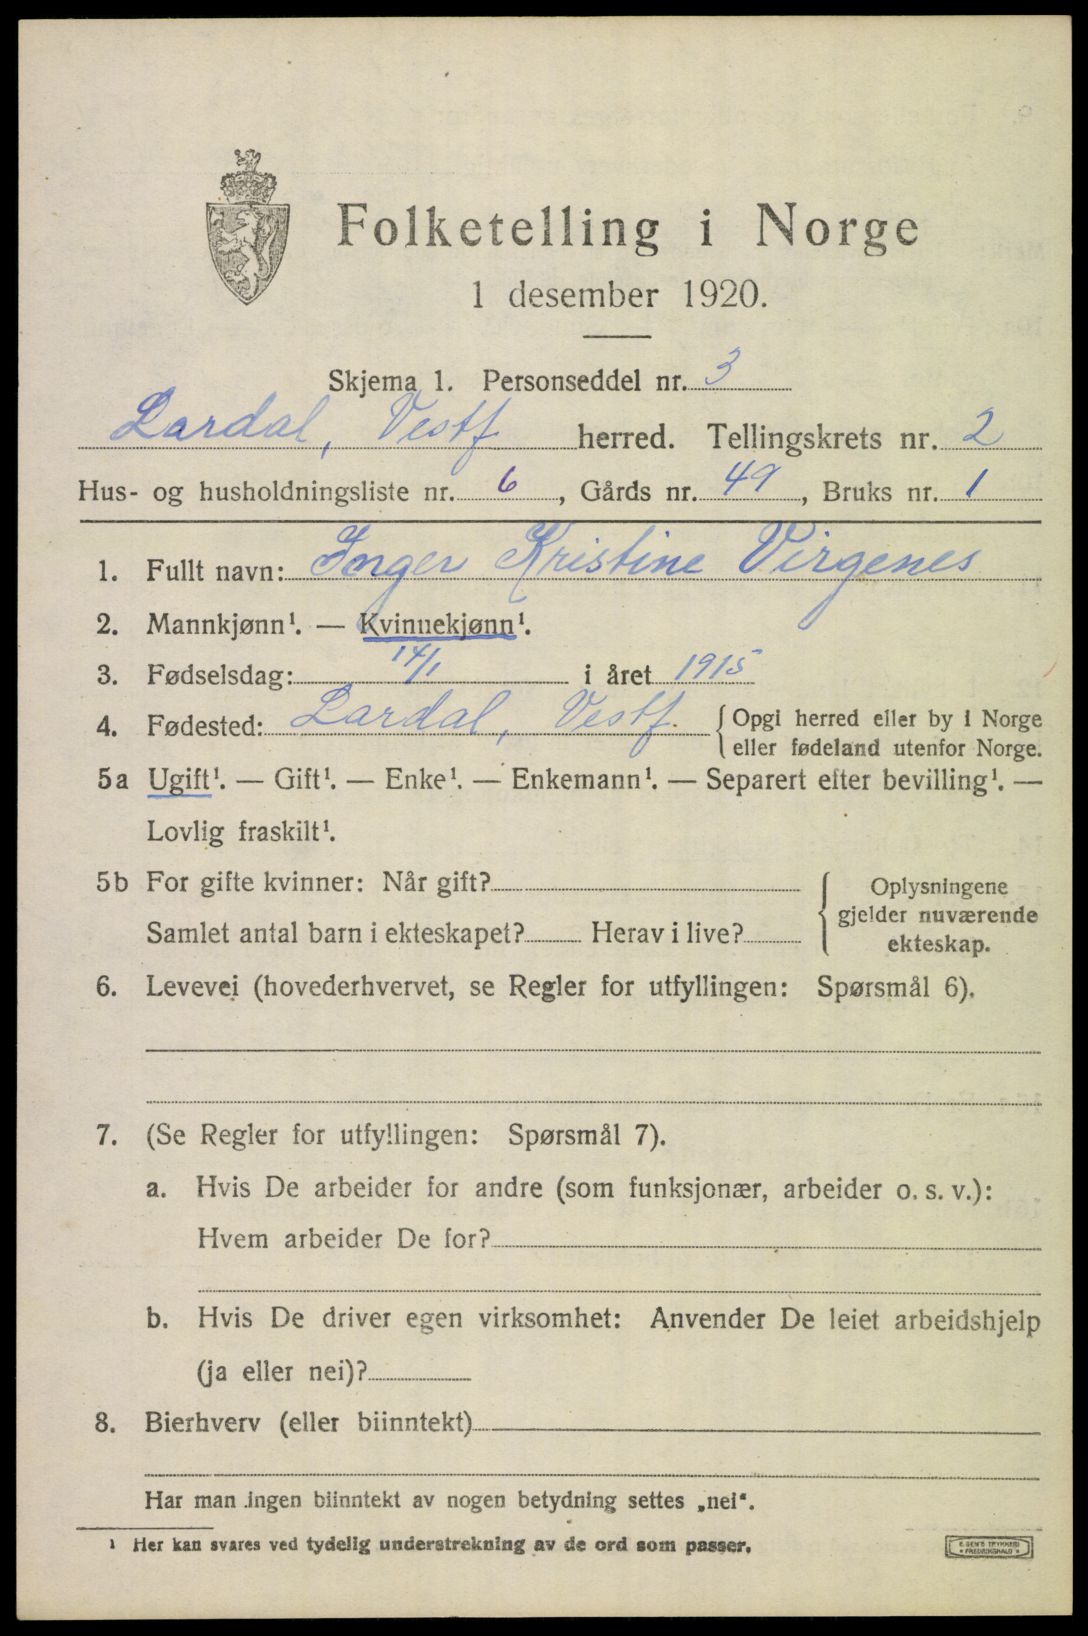 Folketelling i Norge
1 desember 1920.
Skjema 1. Personseddel nr. 3
Lardal, Vestf herred. Tellingskrets nr. 2
Hus- og husholdningsliste nr. 6, Gårds nr. 49, Bruks nr. 1
1. Fullt navn: Inger Kristine Virgenes
2. Mannkjønn¹. — Kvinnekjønn¹.
3. Fødselsdag: 14/1 i året 1915
4. Fødested: Lardal, Vestf. { Opgi herred eller by i Norge
eller fødeland utenfor Norge.
5a Ugift¹. — Gift¹. — Enke¹. — Enkemann¹. — Separert efter bevilling¹. —
Lovlig fraskilt¹.
5b For gifte kvinner: Når gift?
Samlet antal barn i ekteskapet? Herav i live?
{ Oplysningene
gjelder nuværende
ekteskap.
6. Levevei (hovederhvervet, se Regler for utfyllingen: Spørsmål 6).
7. (Se Regler for utfyllingen: Spørsmål 7).
a. Hvis De arbeider for andre (som funksjonær, arbeider o. s. v.):
Hvem arbeider De for?
b. Hvis De driver egen virksomhet: Anvender De leiet arbeidshjelp
(ja eller nei)?
8. Bierhverv (eller biinntekt)
Har man ingen biinntekt av nogen betydning settes „nei“.
¹ Her kan svares ved tydelig understrekning av de ord som passer.
E. SEM'S TRYKKERI
* FREDRIKSHALD *